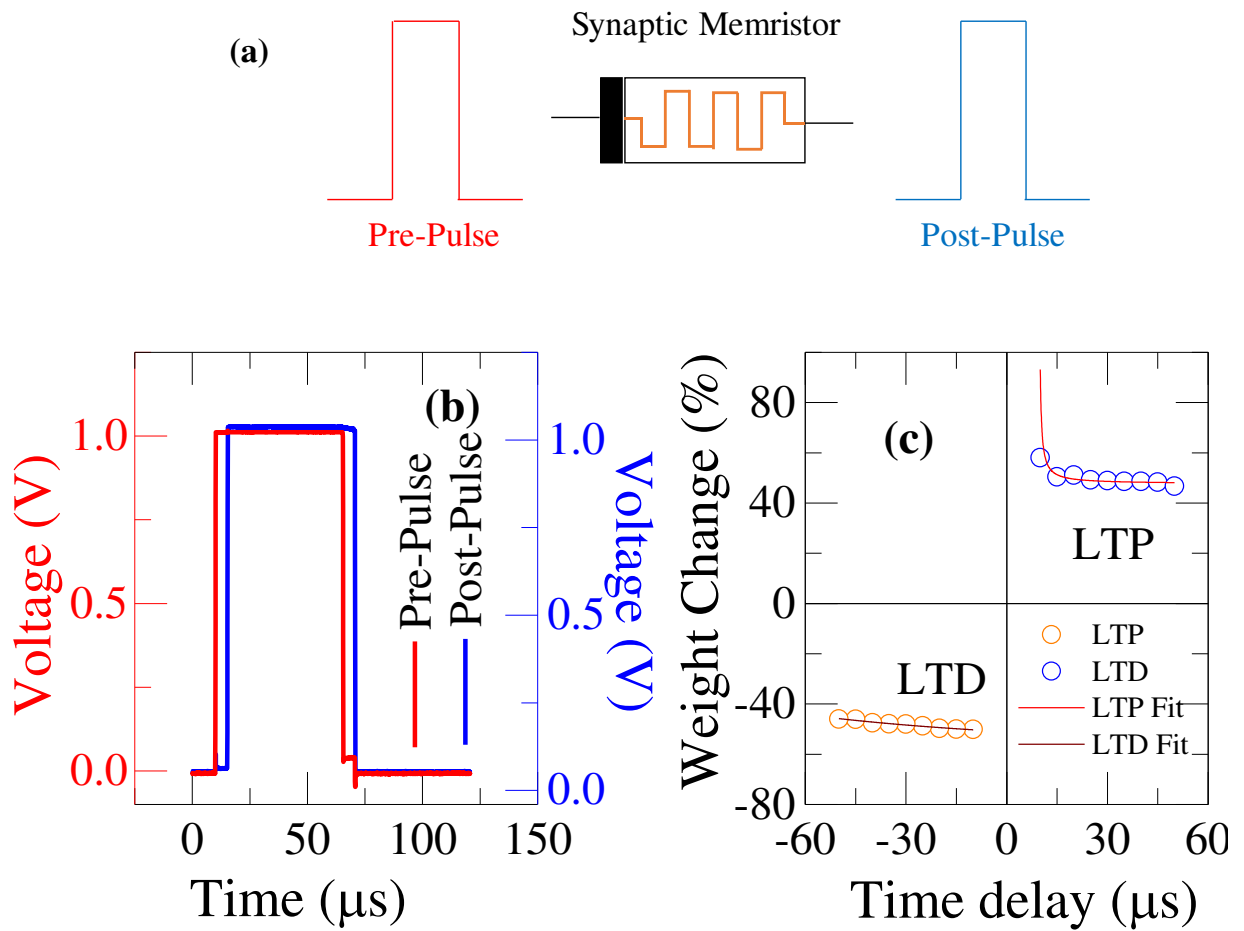 (a)
Synaptic Memristor
Pre-Pulse
Post-Pulse
(b)
Voltage (V)
1.0
0.5
0.0
Pre-Pulse
Post-Pulse
Voltage (V)
1.0
0.5
0.0
0 50 100 150
Time (μs)
(c)
Weight Change (%)
80
40
0
-40
-80
LTP
LTD
LTP
LTD
LTP Fit
LTD Fit
-60 -30 0 30 60
Time delay (μs)